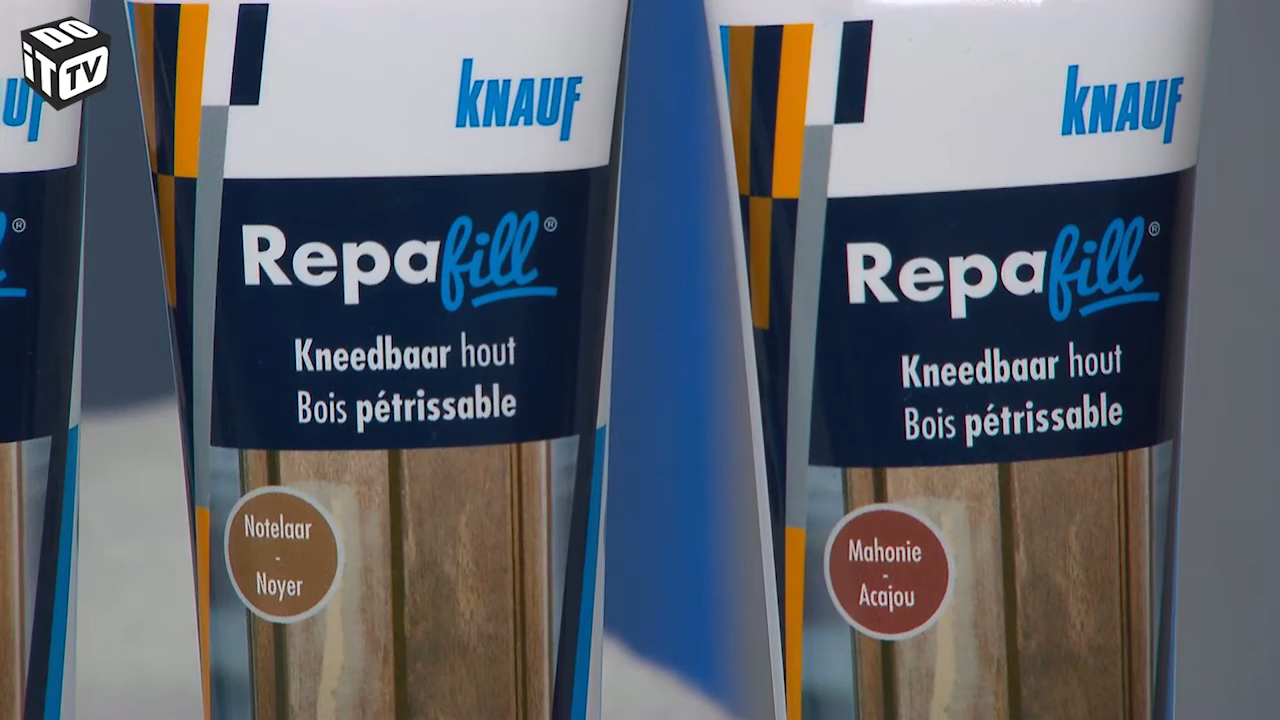 DO
iT
TV
KNAUF
Repafill®
Kneedbaar hout
Bois pétrissable
Notelaar
-
Noyer
KNAUF
Repafill®
Kneedbaar hout
Bois pétrissable
Mahonie
-
Acajou